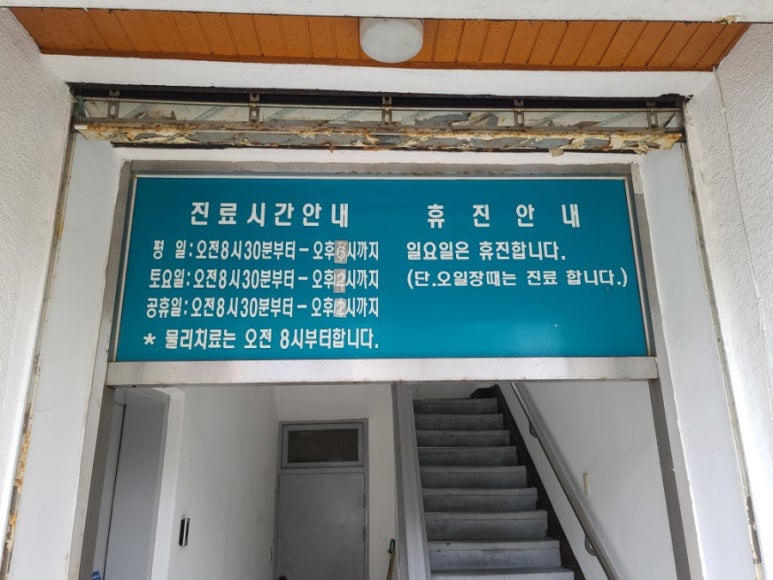 진료시간안내
평 일:오전8시30분부터-오후6시까지
토요일:오전8시30분부터-오후2시까지
공휴일:오전8시30분부터-오후2시까지
* 물리치료는 오전 8시부터합니다.
휴 진 안 내
일요일은 휴진합니다.
(단.오일장때는 진료 합니다.)